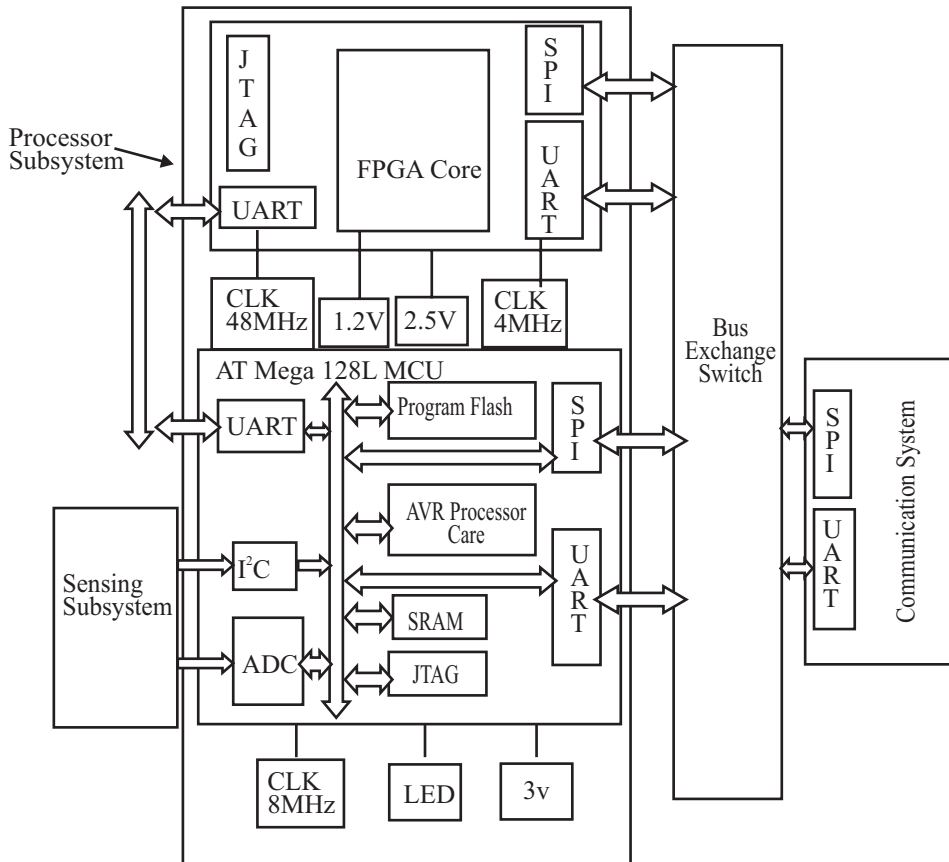 Processor
Subsystem
J
T
A
G
FPGA Core
S
P
I
U
A
R
T
UART
CLK
48MHz
1.2V
2.5V
CLK
4MHz
AT Mega 128L MCU
UART
Program Flash
S
P
I
AVR Processor
Care
I²C
ADC
SRAM
JTAG
U
A
R
T
Sensing
Subsystem
CLK
8MHz
LED
3v
Bus
Exchange
Switch
SPI
UART
Communication System